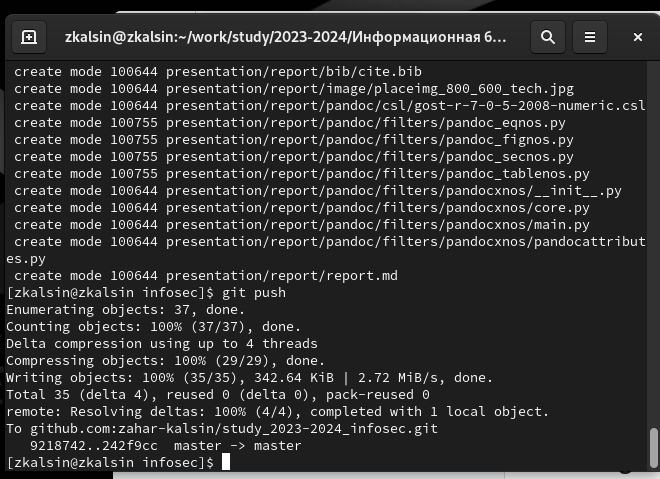 zkalsin@zkalsin:~/work/study/2023-2024/Информационная б...
create mode 100644 presentation/report/bib/cite.bib
create mode 100644 presentation/report/image/placeimg_800_600_tech.jpg
create mode 100644 presentation/report/pandoc/csl/gost-r-7-0-5-2008-numeric.csl
create mode 100755 presentation/report/pandoc/filters/pandoc_eqnos.py
create mode 100755 presentation/report/pandoc/filters/pandoc_fignos.py
create mode 100755 presentation/report/pandoc/filters/pandoc_secnos.py
create mode 100755 presentation/report/pandoc/filters/pandoc_tablenos.py
create mode 100644 presentation/report/pandoc/filters/pandocxnos/__init__.py
create mode 100644 presentation/report/pandoc/filters/pandocxnos/core.py
create mode 100644 presentation/report/pandoc/filters/pandocxnos/main.py
create mode 100644 presentation/report/pandoc/filters/pandocxnos/pandocattribut
es.py
create mode 100644 presentation/report/report.md
[zkalsin@zkalsin infosec]$ git push
Enumerating objects: 37, done.
Counting objects: 100% (37/37), done.
Delta compression using up to 4 threads
Compressing objects: 100% (29/29), done.
Writing objects: 100% (35/35), 342.64 KiB | 2.72 MiB/s, done.
Total 35 (delta 4), reused 0 (delta 0), pack-reused 0
remote: Resolving deltas: 100% (4/4), completed with 1 local object.
To github.com:zahar-kalsin/study_2023-2024_infosec.git
9218742..242f9cc  master -> master
[zkalsin@zkalsin infosec]$